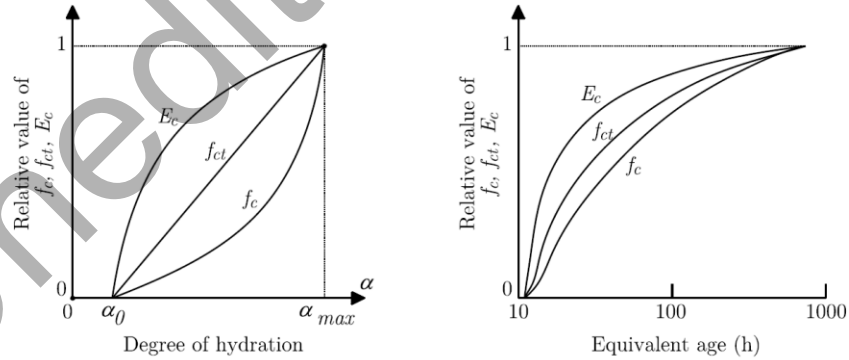 1
Relative value of
f_c, f_ct, E_c
E_c
f_ct
f_c
0
0
α_0
α_max
α
Degree of hydration
1
Relative value of
f_c, f_ct, E_c
E_c
f_ct
f_c
0
10
100
1000
Equivalent age (h)